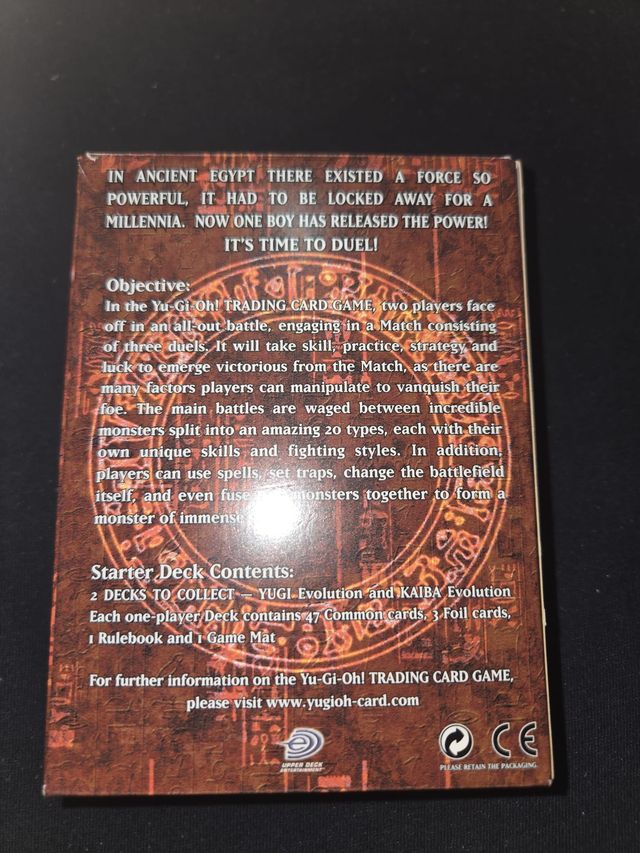 IN ANCIENT EGYPT THERE EXISTED A FORCE SO
POWERFUL, IT HAD TO BE LOCKED AWAY FOR A
MILLENNIA. NOW ONE BOY HAS RELEASED THE POWER!
IT'S TIME TO DUEL!
Objective:
In the Yu-Gi-Oh! TRADING CARD GAME, two players face
off in an all-out battle, engaging in a Match consisting
of three duels. It will take skill, practice, strategy and
luck to emerge victorious from the Match, as there are
many factors players can manipulate to vanquish their
foe. The main battles are waged between incredible
monsters split into an amazing 20 types, each with their
own unique skills and fighting styles. In addition,
players can use spells, set traps, change the battlefield
itself, and even fuse monsters together to form a
monster of immense
Starter Deck Contents:
2 DECKS TO COLLECT — YUGI Evolution and KAIBA Evolution
Each one-player Deck contains 47 Common cards, 3 Foil cards,
1 Rulebook and 1 Game Mat
For further information on the Yu-Gi-Oh! TRADING CARD GAME,
please visit www.yugioh-card.com
UPPER DECK
ENTERTAINMENT
CE
PLEASE RETAIN THE PACKAGING